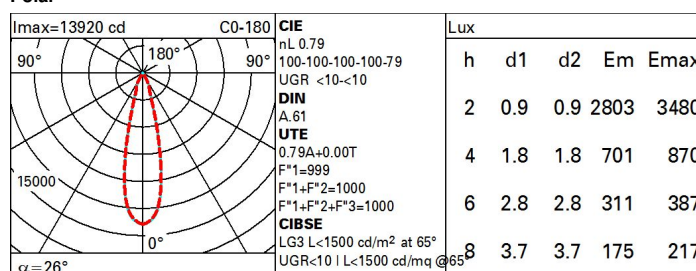 Imax=13920 cd C0-180
90° 180° 90°
15000
0°
α=26°
CIE
nL 0.79
100-100-100-100-79
UGR <10-<10
DIN
A.61
UTE
0.79A+0.00T
F"1=999
F"1+F"2=1000
F"1+F"2+F"3=1000
CIBSE
LG3 L<1500 cd/m² at 65°
UGR<10 | L<1500 cd/mq @65°
Lux
h d1 d2 Em Emax
2 0.9 0.9 2803 3480
4 1.8 1.8 701 870
6 2.8 2.8 311 387
8 3.7 3.7 175 217